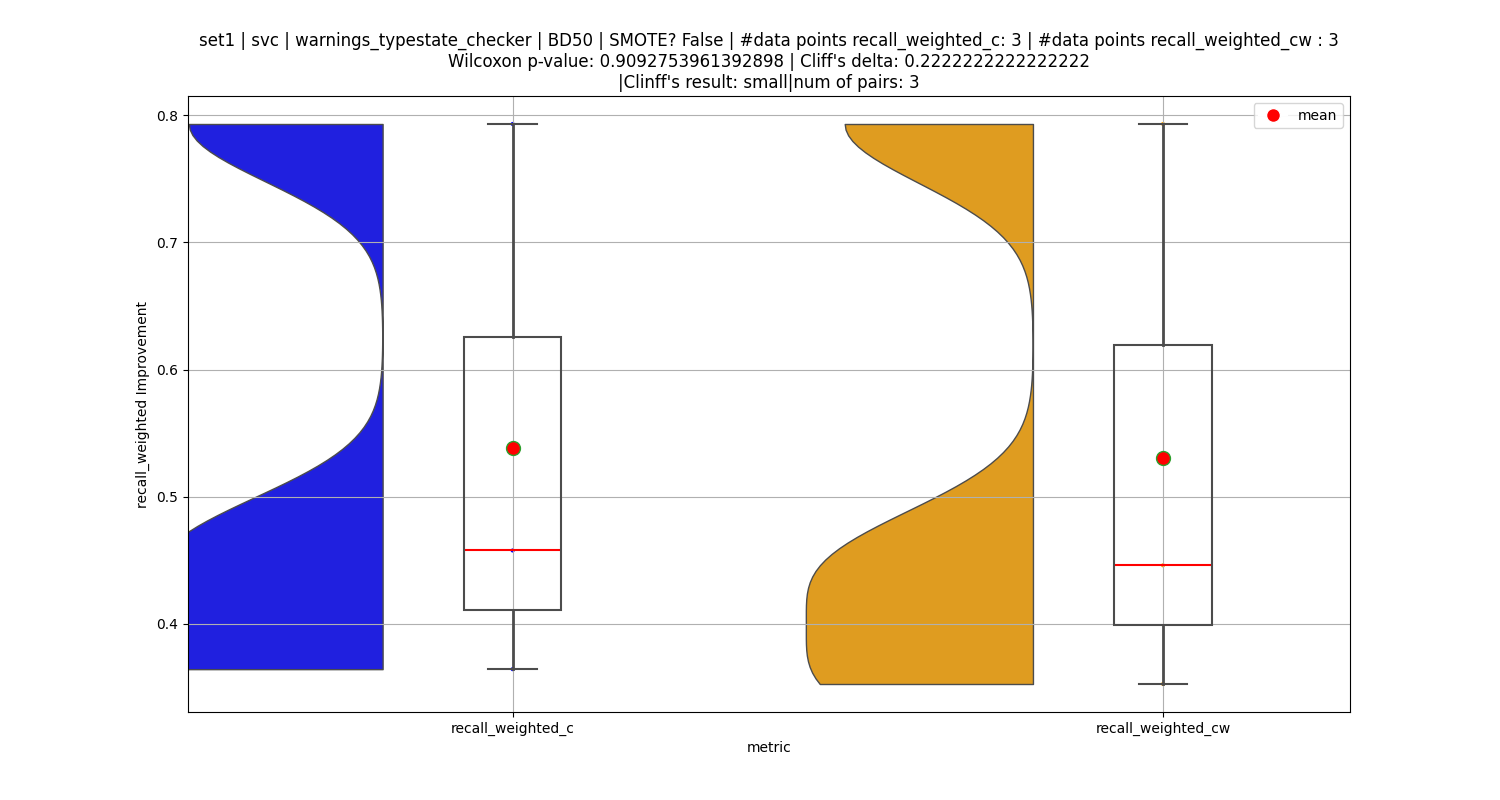 set1 | svc | warnings_typestate_checker | BD50 | SMOTE? False | #data points recall_weighted_c: 3 | #data points recall_weighted_cw : 3
Wilcoxon p-value: 0.9092753961392898 | Cliff's delta: 0.2222222222222222
|Clinff's result: small|num of pairs: 3
mean
0.8
0.7
0.6
0.5
0.4
recall_weighted Improvement
recall_weighted_c
recall_weighted_cw
metric